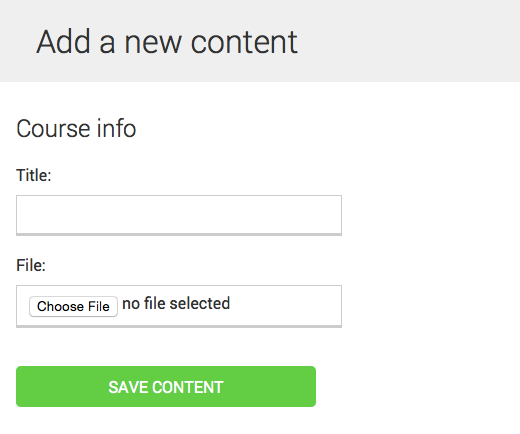 Add a new content
Course info
Title:
File:
Choose File no file selected
SAVE CONTENT